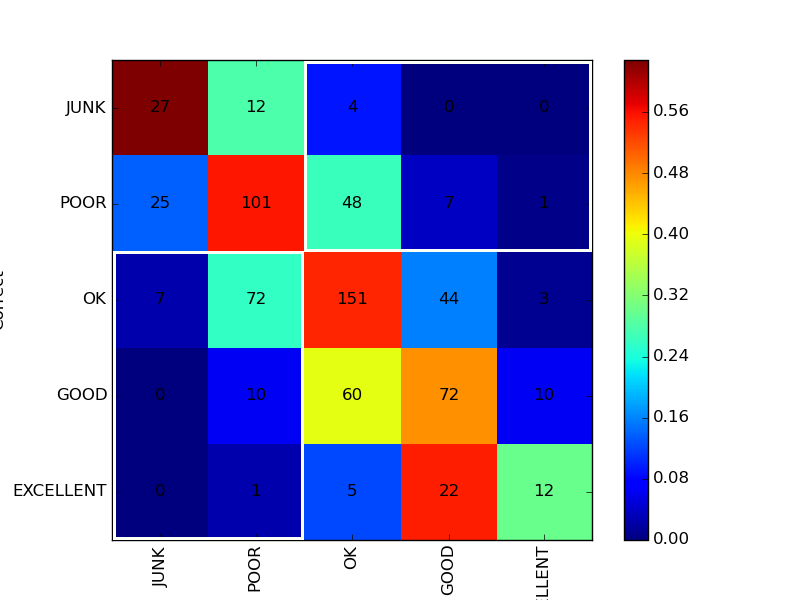 JUNK 27 12 4 0 0
POOR 25 101 48 7 1
OK 7 72 151 44 3
GOOD 0 10 60 72 10
EXCELLENT 0 1 5 22 12
JUNK POOR OK GOOD LLENT
0.56
0.48
0.40
0.32
0.24
0.16
0.08
0.00